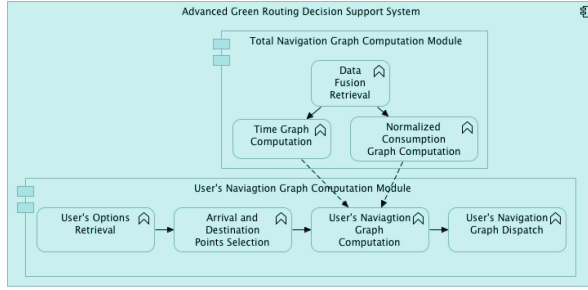 Advanced Green Routing Decision Support System
Total Navigation Graph Computation Module
Data
Fusion
Retrieval
Time Graph
Computation
Normalized
Consumption
Graph Computation
User's Naviagtion Graph Computation Module
User's Options
Retrieval
Arrival and
Destination
Points Selection
User's Naviagtion
Graph
Computation
User's Navigation
Graph Dispatch